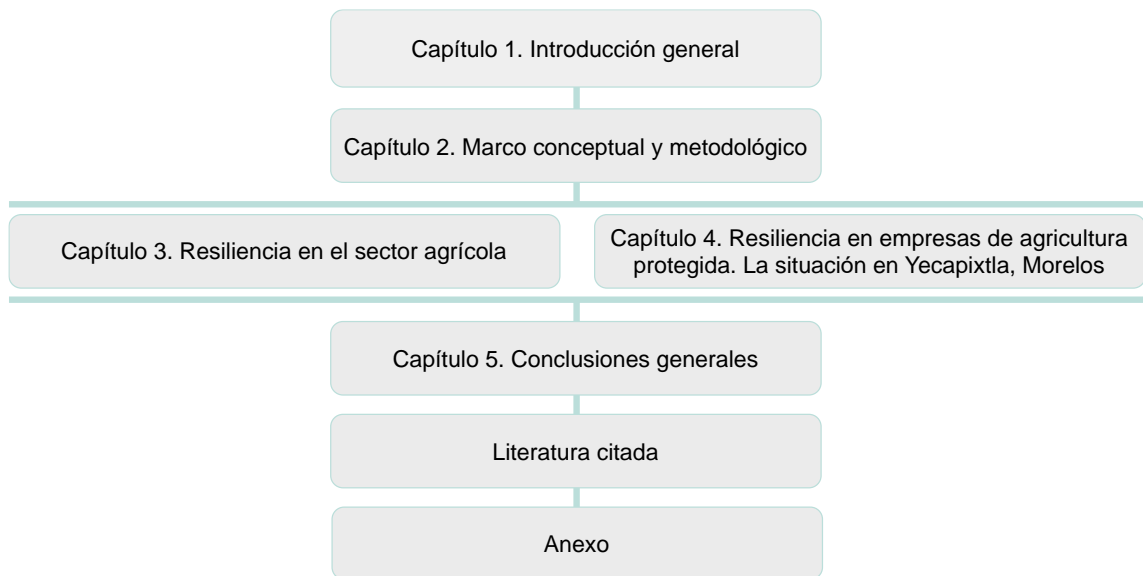 Capítulo 1. Introducción general
Capítulo 2. Marco conceptual y metodológico
Capítulo 3. Resiliencia en el sector agrícola
Capítulo 4. Resiliencia en empresas de agricultura
protegida. La situación en Yecapixtla, Morelos
Capítulo 5. Conclusiones generales
Literatura citada
Anexo